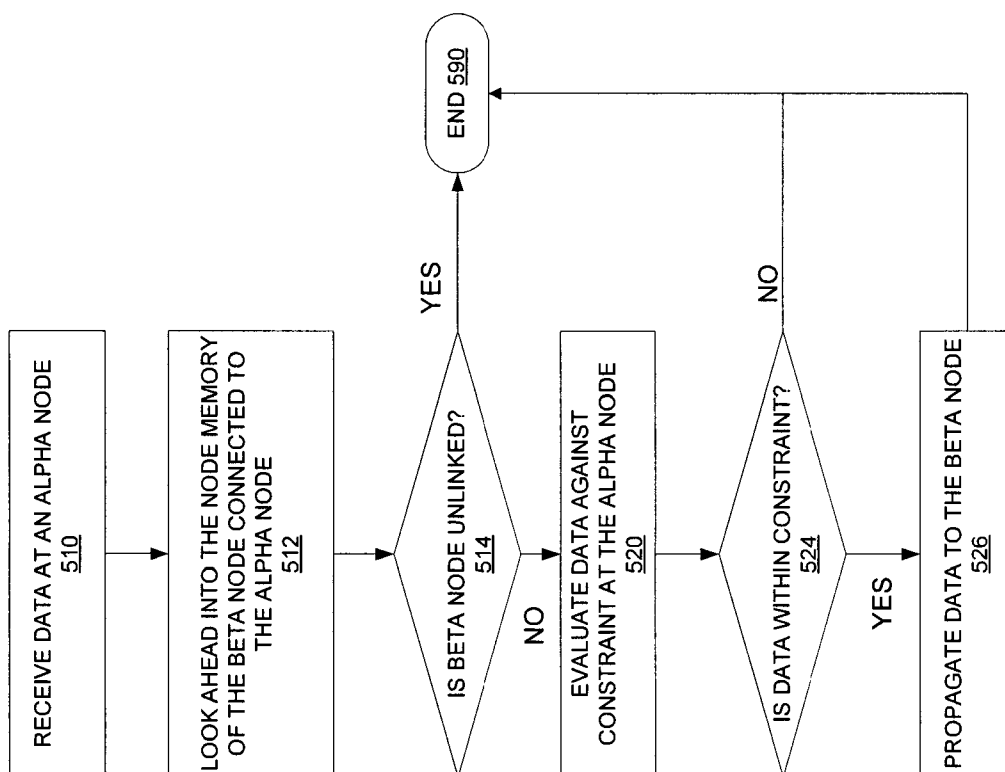 RECEIVE DATA AT AN ALPHA NODE
510
LOOK AHEAD INTO THE NODE MEMORY
OF THE BETA NODE CONNECTED TO
THE ALPHA NODE
512
IS BETA NODE UNLINKED?
514
YES
END 590
NO
EVALUATE DATA AGAINST
CONSTRAINT AT THE ALPHA NODE
520
IS DATA WITHIN CONSTRAINT?
524
NO
YES
PROPAGATE DATA TO THE BETA NODE
526